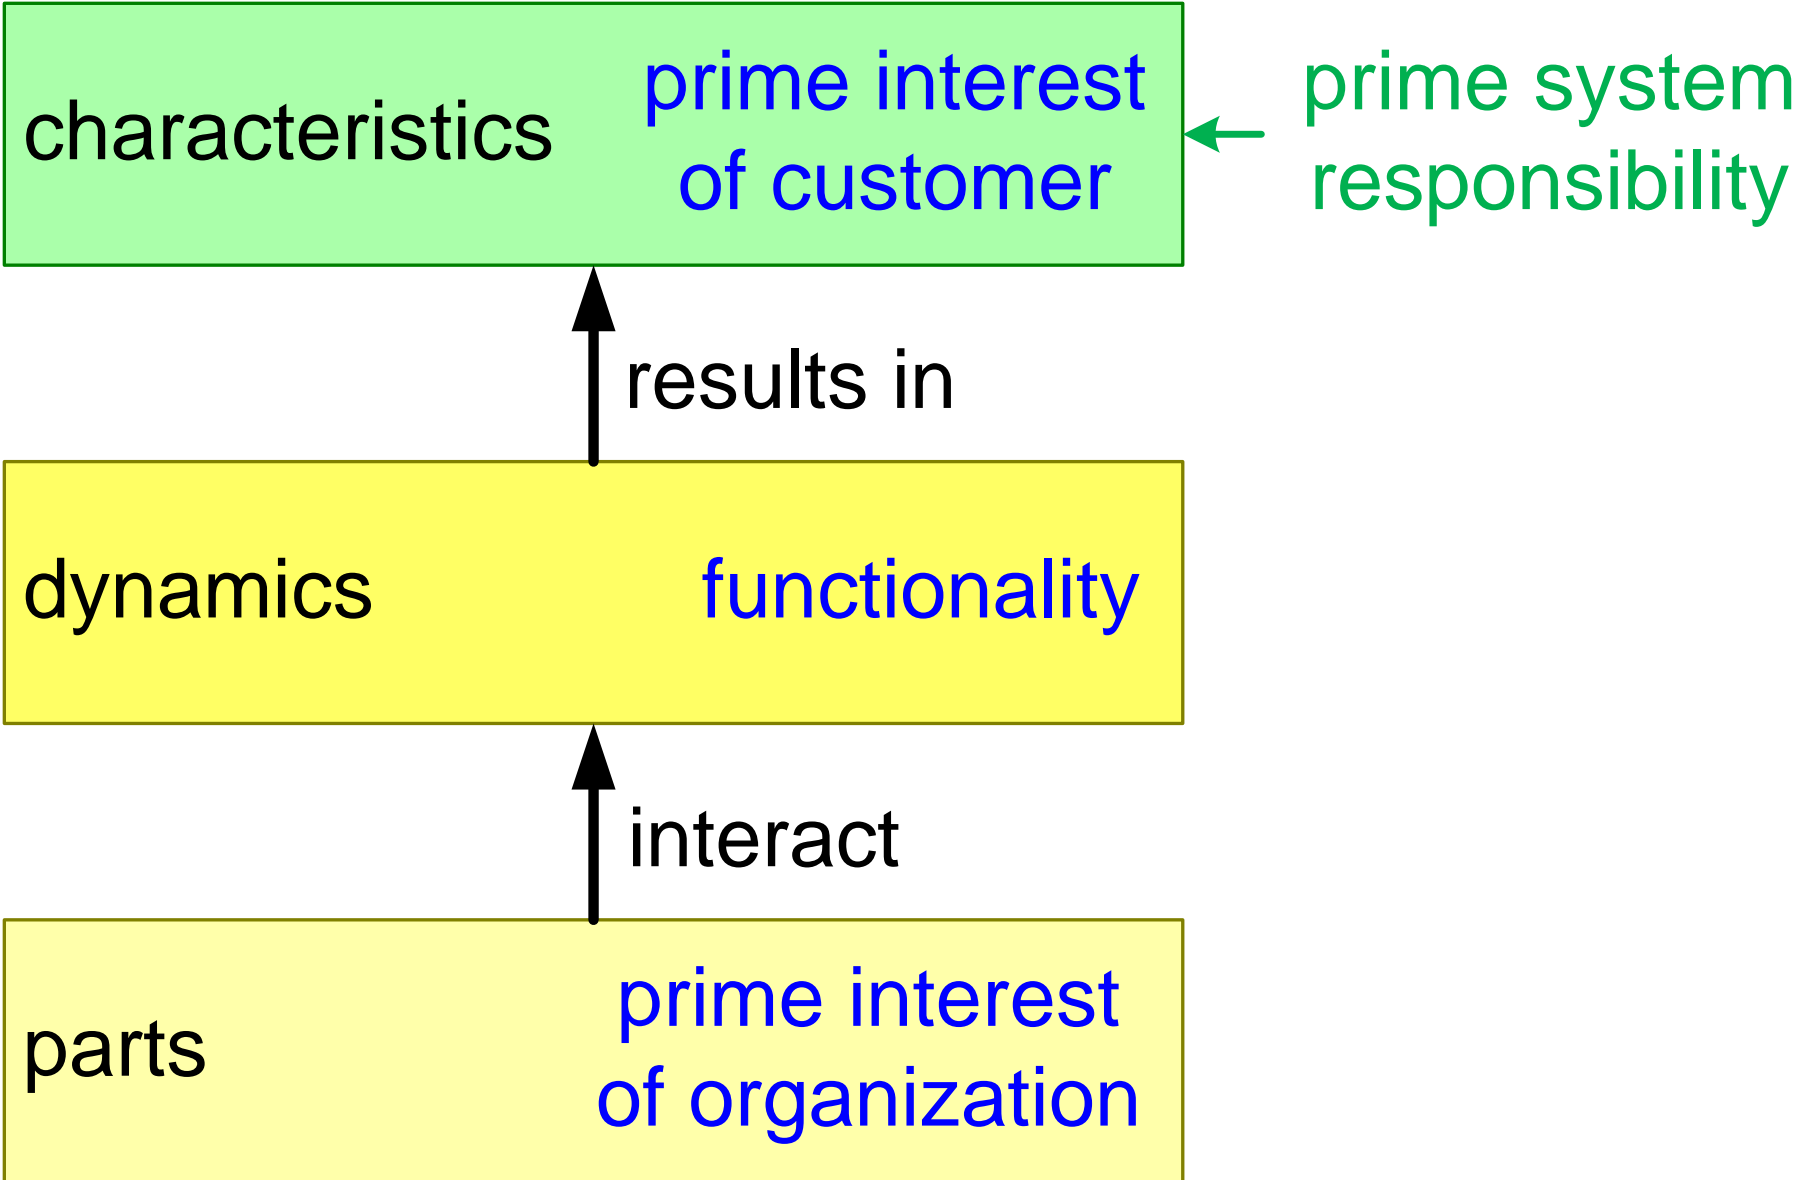 characteristics
prime interest
of customer
prime system
responsibility
results in
dynamics
functionality
interact
parts
prime interest
of organization